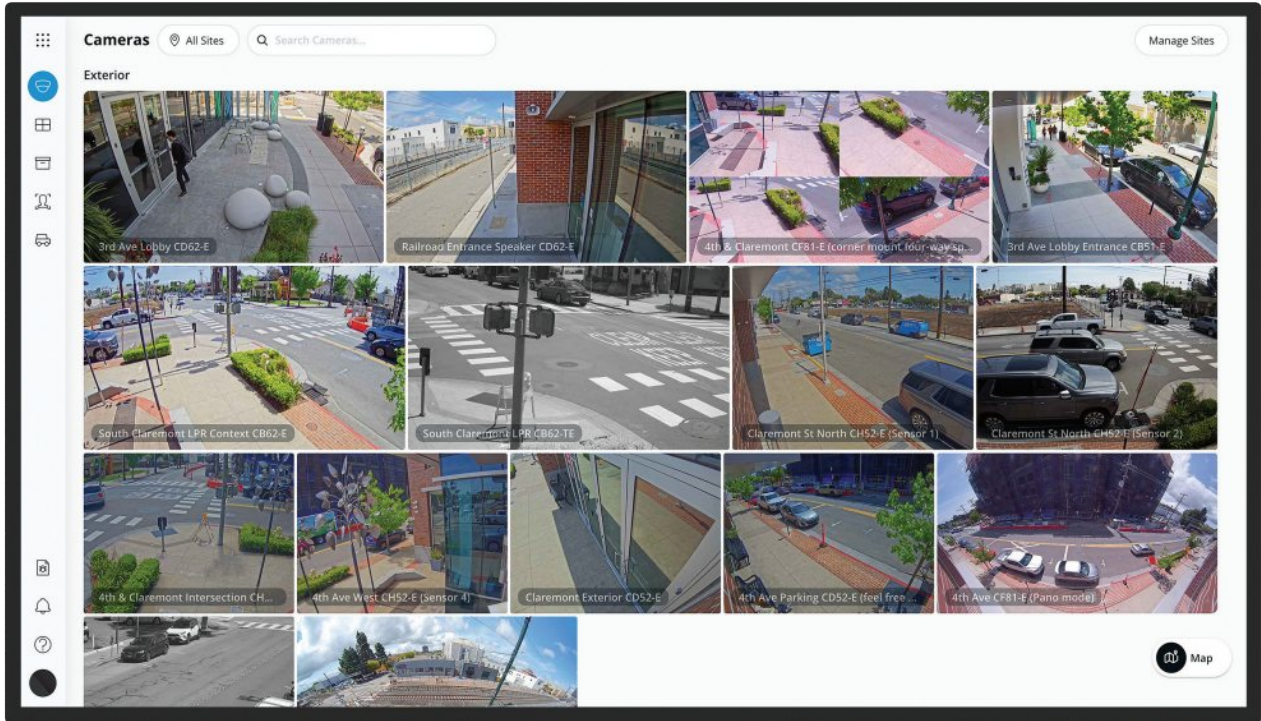 Cameras
All Sites
Search Cameras...
Manage Sites
Exterior
3rd Ave Lobby CD62-E
Railroad Entrance Speaker CD62-E
4th & Claremont CF81-E (corner mount four-way sp...
3rd Ave Lobby Entrance CB51-E
South Claremont LPR Context CB62-E
South Claremont LPR CB62-TE
Claremont St North CH52-E (Sensor 1)
Claremont St North CH52-E (Sensor 2)
4th & Claremont Intersection CH...
4th Ave West CH52-E (Sensor 4)
Claremont Exterior CD52-E
4th Ave Parking CD52-E (feel free ...
4th Ave CF81-E (Pano mode)
Map